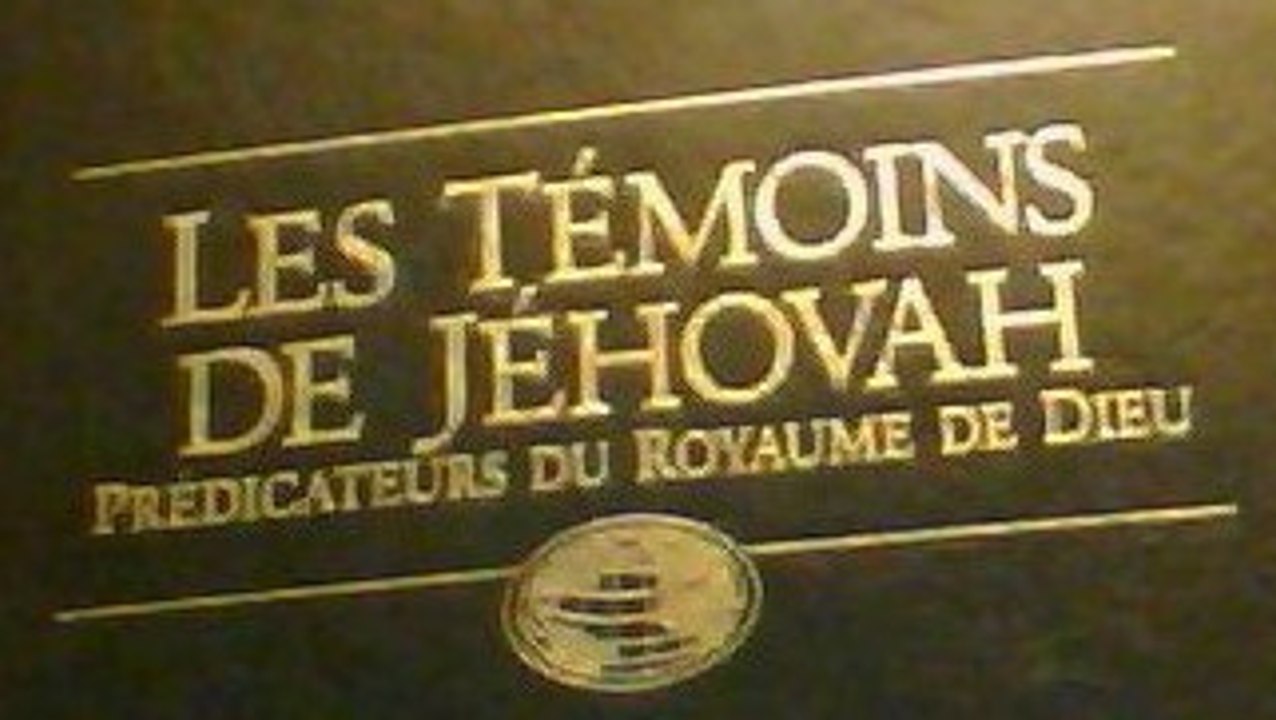 LES TÉMOINS
DE JÉHOVAH
PRÉDICATEURS DU ROYAUME DE DIEU